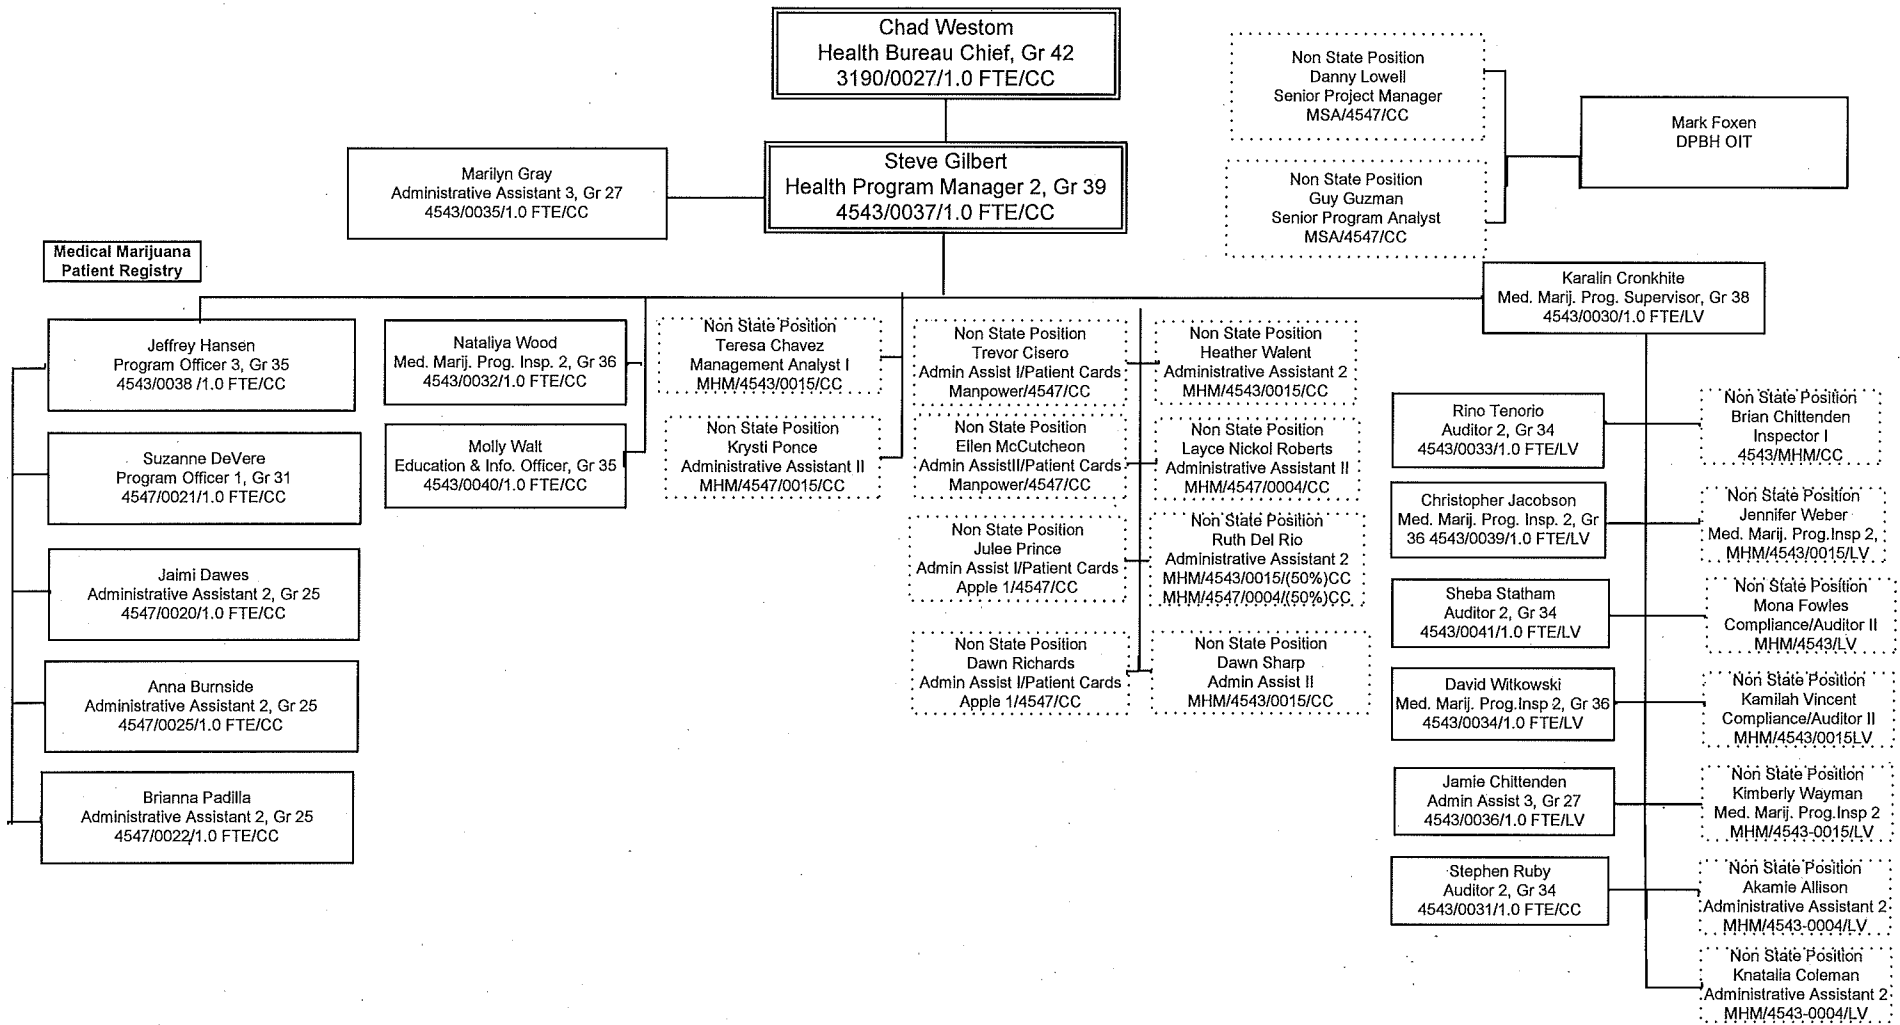 Chad Westom
Health Bureau Chief, Gr 42
3190/0027/1.0 FTE/CC
Non State Position
Danny Lowell
Senior Project Manager
MSA/4547/CC
Mark Foxen
DPBH OIT
Marilyn Gray
Administrative Assistant 3, Gr 27
4543/0035/1.0 FTE/CC
Steve Gilbert
Health Program Manager 2, Gr 39
4543/0037/1.0 FTE/CC
Non State Position
Guy Guzman
Senior Program Analyst
MSA/4547/CC
Medical Marijuana
Patient Registry
Karalin Cronkhite
Med. Marij. Prog. Supervisor, Gr 38
4543/0030/1.0 FTE/LV
Jeffrey Hansen
Program Officer 3, Gr 35
4543/0038 /1.0 FTE/CC
Suzanne DeVere
Program Officer 1, Gr 31
4547/0021/1.0 FTE/CC
Jaimi Dawes
Administrative Assistant 2, Gr 25
4547/0020/1.0 FTE/CC
Anna Burnside
Administrative Assistant 2, Gr 25
4547/0025/1.0 FTE/CC
Brianna Padilla
Administrative Assistant 2, Gr 25
4547/0022/1.0 FTE/CC
Nataliya Wood
Med. Marij. Prog. Insp. 2, Gr 36
4543/0032/1.0 FTE/CC
Molly Walt
Education & Info. Officer, Gr 35
4543/0040/1.0 FTE/CC
Non State Position
Teresa Chavez
Management Analyst I
MHM/4543/0015/CC
Non State Position
Krysti Ponce
Administrative Assistant II
MHM/4547/0015/CC
Non State Position
Trevor Cisero
Admin Assist I/Patient Cards
Manpower/4547/CC
Non State Position
Ellen McCutcheon
Admin AssistII/Patient Cards
Manpower/4547/CC
Non State Position
Julee Prince
Admin Assist I/Patient Cards
Apple 1/4547/CC
Non State Position
Dawn Richards
Admin Assist I/Patient Cards
Apple 1/4547/CC
Non State Position
Heather Walent
Administrative Assistant 2
MHM/4543/0015/CC
Non State Position
Layce Nickol Roberts
Administrative Assistant II
MHM/4547/0004/CC
Non State Position
Ruth Del Rio
Administrative Assistant 2
MHM/4543/0015/(50%)CC
MHM/4547/0004/(50%)CC
Non State Position
Dawn Sharp
Admin Assist II
MHM/4543/0015/CC
Rino Tenorio
Auditor 2, Gr 34
4543/0033/1.0 FTE/LV
Christopher Jacobson
Med. Marij. Prog. Insp. 2, Gr
36 4543/0039/1.0 FTE/LV
Sheba Statham
Auditor 2, Gr 34
4543/0041/1.0 FTE/LV
David Witkowski
Med. Marij. Prog.Insp 2, Gr 36
4543/0034/1.0 FTE/LV
Jamie Chittenden
Admin Assist 3, Gr 27
4543/0036/1.0 FTE/LV
Stephen Ruby
Auditor 2, Gr 34
4543/0031/1.0 FTE/CC
Non State Position
Brian Chittenden
Inspector I
4543/MHM/CC
Non State Position
Jennifer Weber
Med. Marij. Prog.Insp 2,
MHM/4543/0015/LV
Non State Position
Mona Fowles
Compliance/Auditor II
MHM/4543/LV
Non State Position
Kamilah Vincent
Compliance/Auditor II
MHM/4543/0015LV
Non State Position
Kimberly Wayman
Med. Marij. Prog.Insp 2
MHM/4543-0015/LV
Non State Position
Akamie Allison
Administrative Assistant 2
MHM/4543-0004/LV
Non State Position
Knatalia Coleman
Administrative Assistant 2
MHM/4543-0004/LV